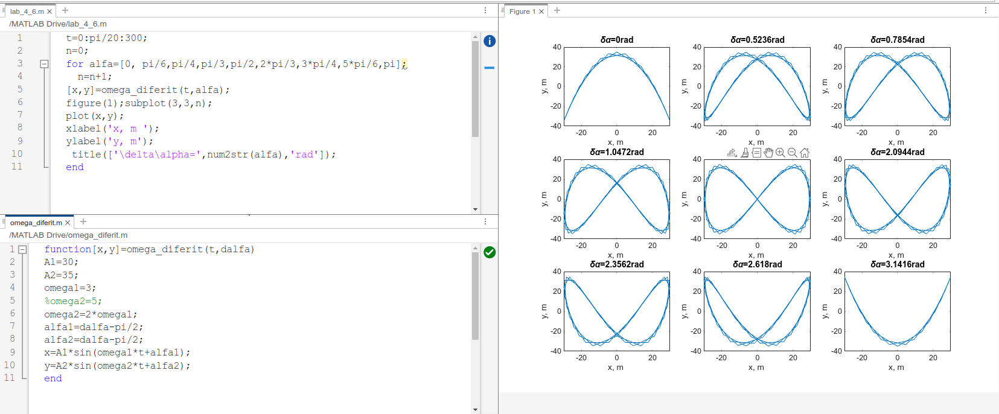 lab_4_6.m
/MATLAB Drive/lab_4_6.m
1 t=0:pi/20:300;
2 n=0;
3 for alfa=[0, pi/6,pi/4,pi/3,pi/2,2*pi/3,3*pi/4,5*pi/6,pi];
4 n=n+1;
5 [x,y]=omega_diferit(t,alfa);
6 figure(1);subplot(3,3,n);
7 plot(x,y);
8 xlabel('x, m ');
9 ylabel('y, m');
10 title(['\delta\alpha=',num2str(alfa),'rad']);
11 end
omega_diferit.m
/MATLAB Drive/omega_diferit.m
1 function[x,y]=omega_diferit(t,dalfa)
2 A1=30;
3 A2=35;
4 omega1=3;
5 %omega2=5;
6 omega2=2*omega1;
7 alfa1=dalfa-pi/2;
8 alfa2=dalfa-pi/2;
9 x=A1*sin(omega1*t+alfa1);
10 y=A2*sin(omega2*t+alfa2);
11 end
Figure 1
δα=0rad
40
20
0
-20
-40
y, m
-20 0 20
x, m
δα=0.5236rad
40
20
0
-20
-40
y, m
-20 0 20
x, m
δα=0.7854rad
40
20
0
-20
-40
y, m
-20 0 20
x, m
δα=1.0472rad
40
20
0
-20
-40
y, m
-20 0 20
x, m
40
20
0
-20
-40
y, m
-20 0 20
x, m
δα=2.0944rad
40
20
0
-20
-40
y, m
-20 0 20
x, m
δα=2.3562rad
40
20
0
-20
-40
y, m
-20 0 20
x, m
δα=2.618rad
40
20
0
-20
-40
y, m
-20 0 20
x, m
δα=3.1416rad
40
20
0
-20
-40
y, m
-20 0 20
x, m